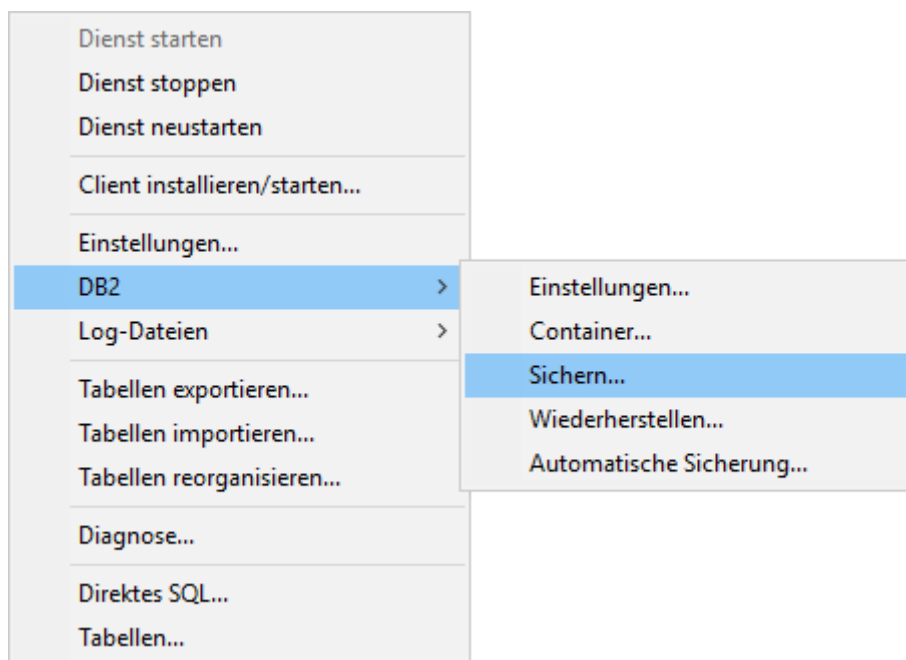 Dienst starten
Dienst stoppen
Dienst neustarten
Client installieren/starten...
Einstellungen...
DB2
Log-Dateien
Tabellen exportieren...
Tabellen importieren...
Tabellen reorganisieren...
Diagnose...
Direktes SQL...
Tabellen...
Einstellungen...
Container...
Sichern...
Wiederherstellen...
Automatische Sicherung...